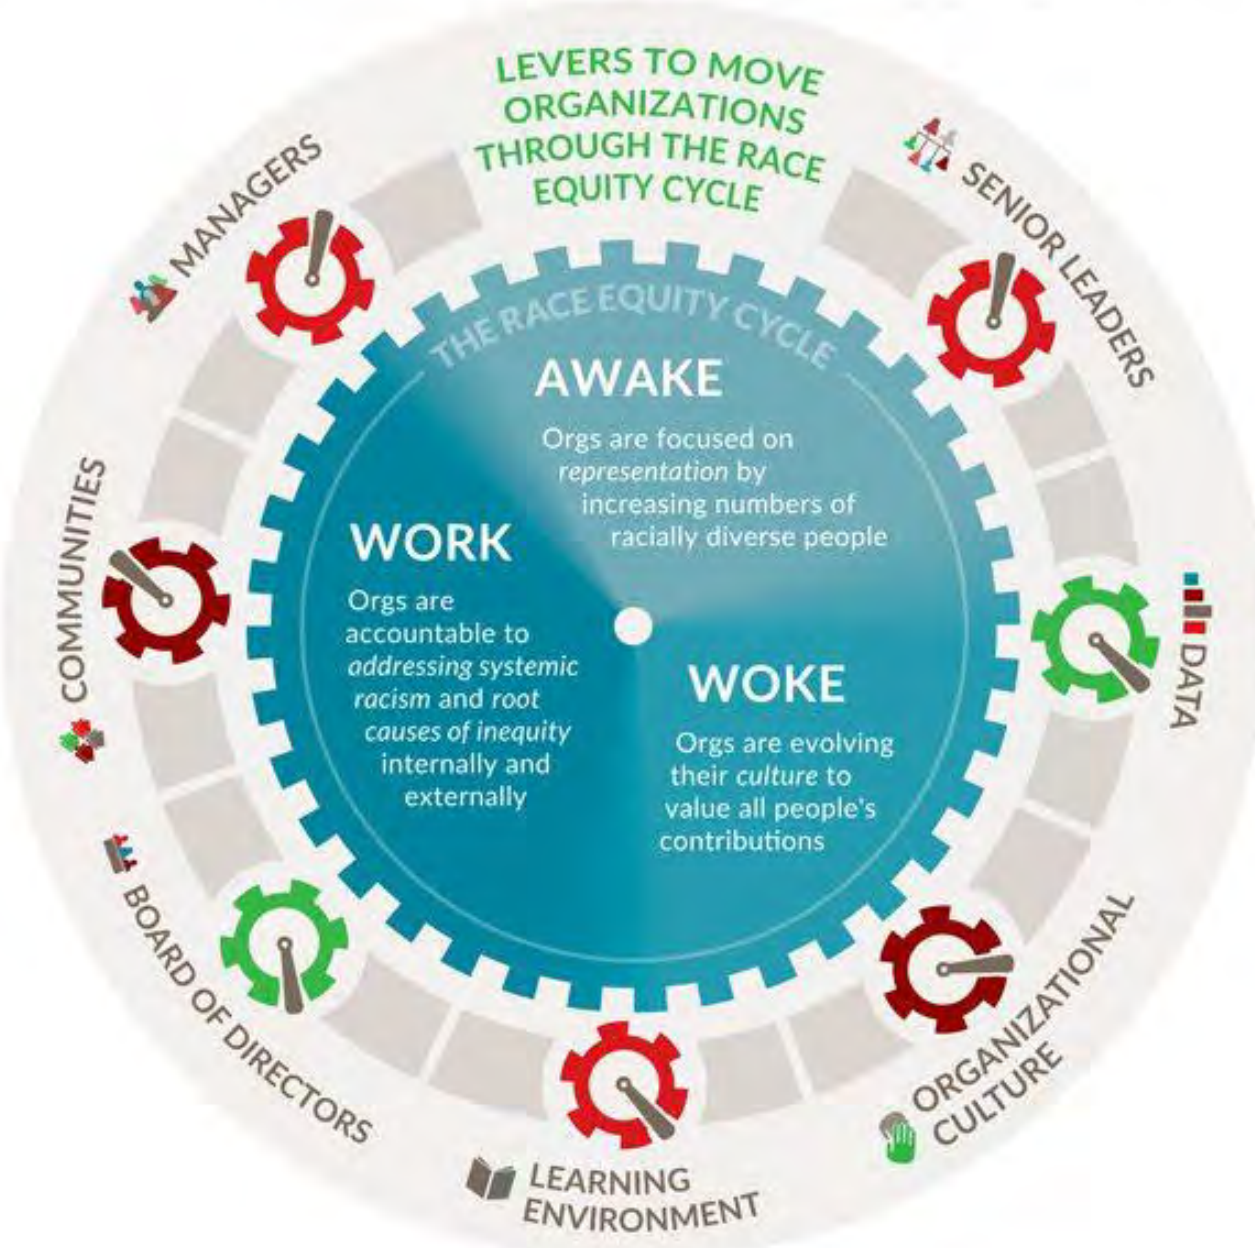 LEVERS TO MOVE
ORGANIZATIONS
THROUGH THE RACE
EQUITY CYCLE
SENIOR LEADERS
DATA
ORGANIZATIONAL
CULTURE
LEARNING
ENVIRONMENT
BOARD OF DIRECTORS
COMMUNITIES
MANAGERS
THE RACE EQUITY CYCLE
AWAKE
Orgs are focused on
representation by
increasing numbers of
racially diverse people
WOKE
Orgs are evolving
their culture to
value all people's
contributions
WORK
Orgs are
accountable to
addressing systemic
racism and root
causes of inequity
internally and
externally